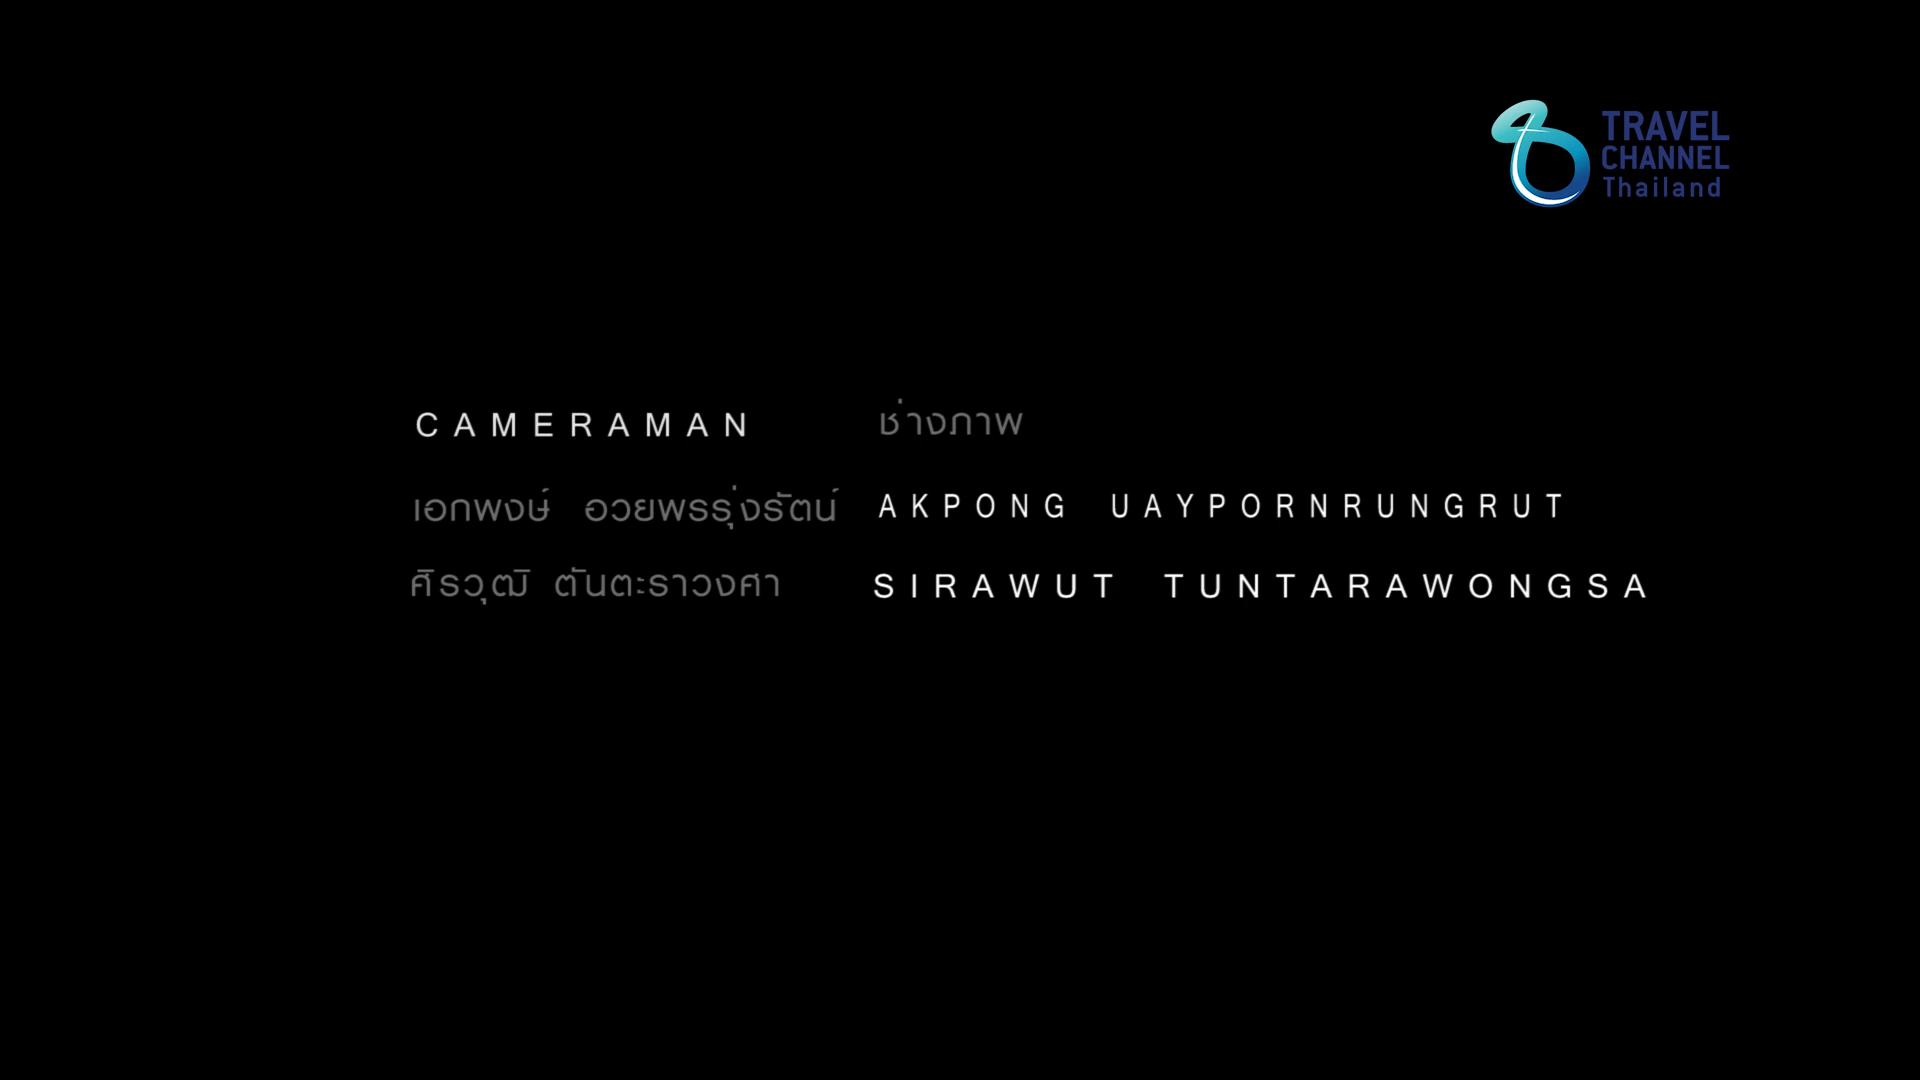 TRAVEL
CHANNEL
Thailand
CAMERAMAN ช่างภาพ
เอกพงษ์ อวยพรรุ่งรัตน์ AKPONG UAYPORNRUNGRUT
ศิรวุฒิ ตันตะราวงศา SIRAWUT TUNTARAWONGSA